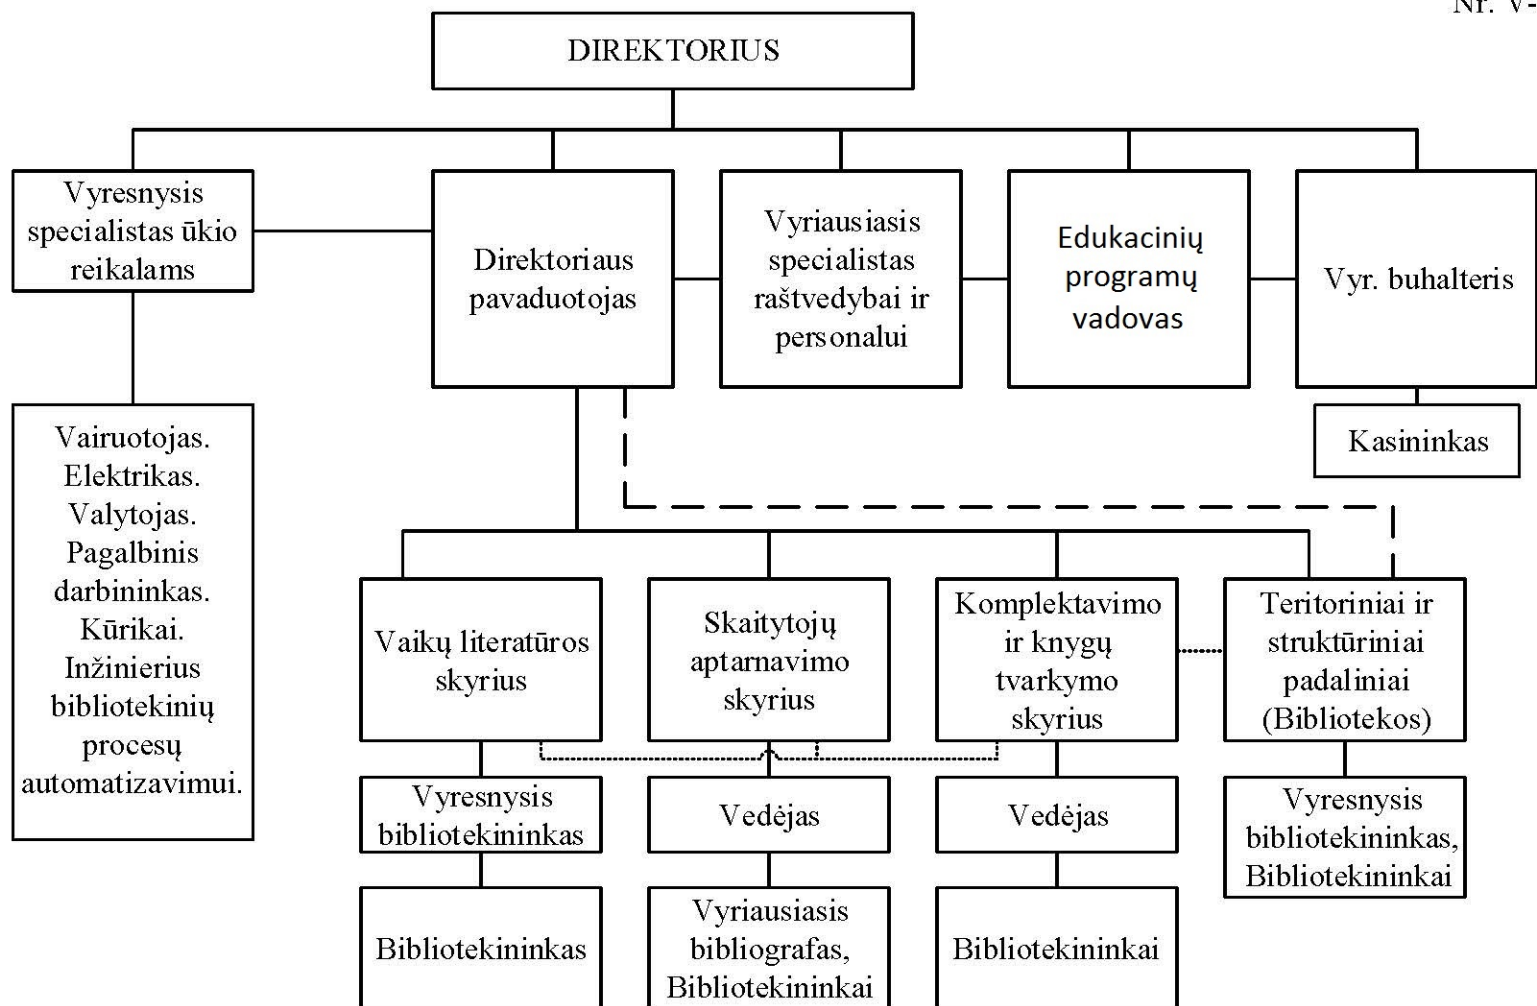 Nr. V-
DIREKTORIUS
Vyresnysis
specialistas ūkio
reikalams
Direktoriaus
pavaduotojas
Vyriausiasis
specialistas
raštvedybai ir
personalui
Edukacinių
programų
vadovas
Vyr. buhalteris
Kasininkas
Vairuotojas.
Elektrikas.
Valytojas.
Pagalbinis
darbininkas.
Kūrikai.
Inžinierius
bibliotekinių
procesų
automatizavimui.
Vaikų literatūros
skyrius
Skaitytojų
aptarnavimo
skyrius
Komplektavimo
ir knygų
tvarkymo
skyrius
Teritoriniai ir
struktūriniai
padaliniai
(Bibliotekos)
Vyresnysis
bibliotekininkas
Vedėjas
Vedėjas
Vyresnysis
bibliotekininkas,
Bibliotekininkai
Bibliotekininkas
Vyriausiasis
bibliografas,
Bibliotekininkai
Bibliotekininkai